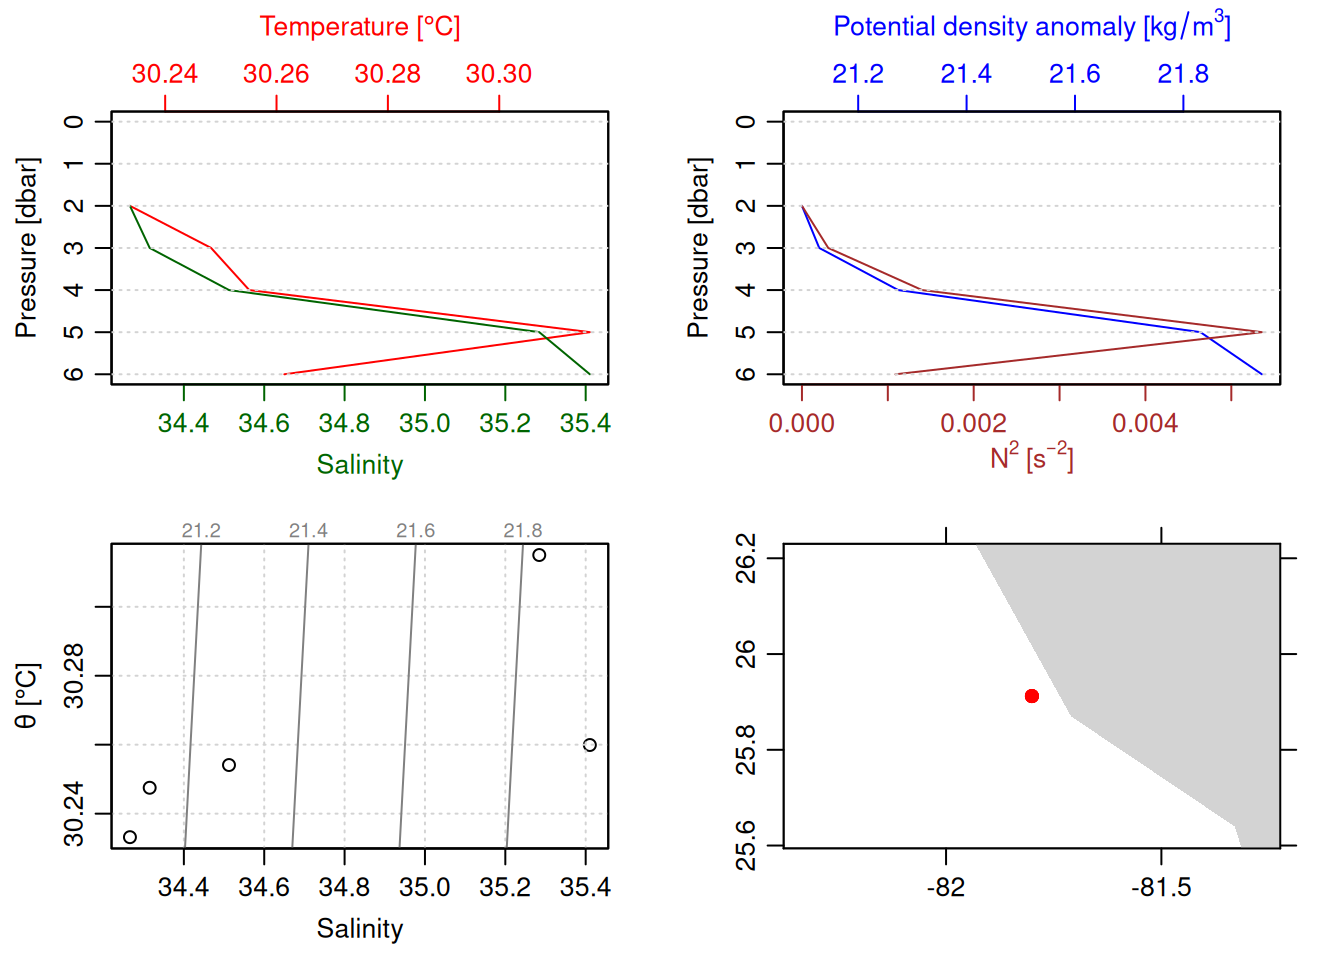 Temperature [°C]
30.24 30.26 30.28 30.30
Pressure [dbar]
0 1 2 3 4 5 6
34.4 34.6 34.8 35.0 35.2 35.4
Salinity
Potential density anomaly [kg/m³]
21.2 21.4 21.6 21.8
Pressure [dbar]
0 1 2 3 4 5 6
0.000 0.002 0.004
N² [s⁻²]
21.2 21.4 21.6 21.8
θ [°C]
30.28
30.24
34.4 34.6 34.8 35.0 35.2 35.4
Salinity
26.2
26
25.8
25.6
-82 -81.5